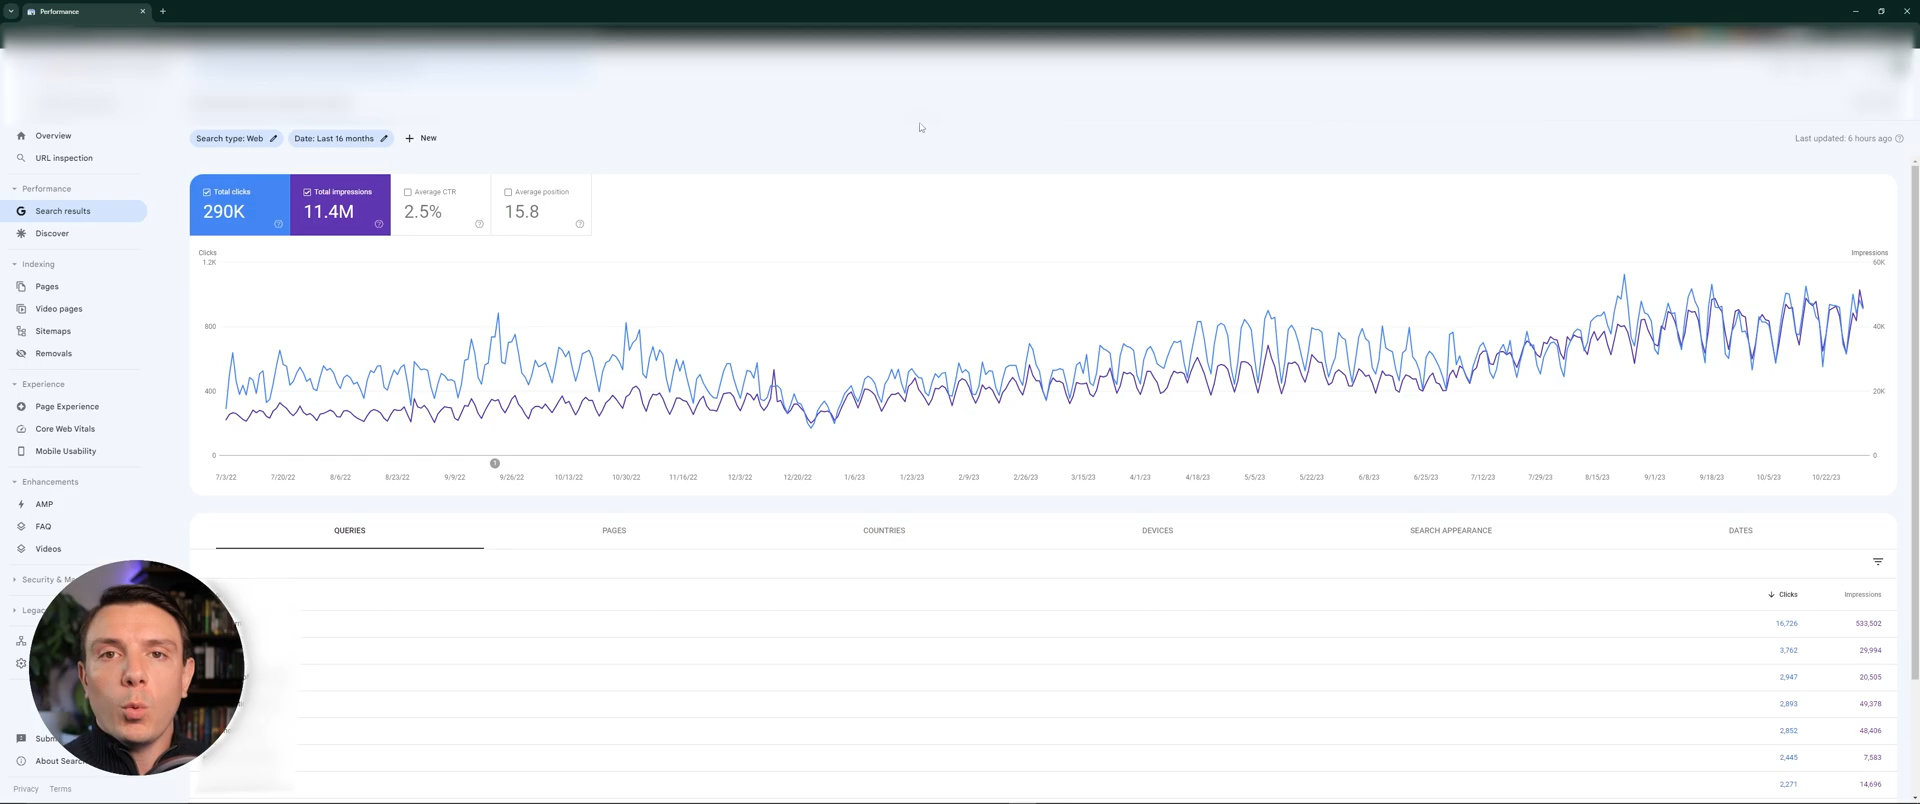 Performance
Overview
URL inspection
Performance
Search results
Discover
Indexing
Pages
Video pages
Sitemaps
Removals
Experience
Page Experience
Core Web Vitals
Mobile Usability
Enhancements
AMP
FAQ
Videos
Security &
Privacy Terms
Search type: Web Date: Last 16 months New
Last updated: 6 hours ago
Total clicks
290K
Total impressions
11.4M
Average CTR
2.5%
Average position
15.8
Clicks
1.2K
800
400
0
Impressions
60K
40K
20K
0
1
7/3/22 7/20/22 8/6/22 8/23/22 9/9/22 9/26/22 10/13/22 10/30/22 11/16/22 12/3/22 12/20/22 1/6/23 1/23/23 2/9/23 2/26/23 3/15/23 4/1/23 4/18/23 5/5/23 5/22/23 6/8/23 6/25/23 7/12/23 7/29/23 8/15/23 9/1/23 9/18/23 10/5/23 10/22/23
QUERIES PAGES COUNTRIES DEVICES SEARCH APPEARANCE DATES
Clicks Impressions
16,726 533,502
3,762 29,994
2,947 20,505
2,893 49,378
2,852 48,406
2,445 7,583
2,271 14,696
About